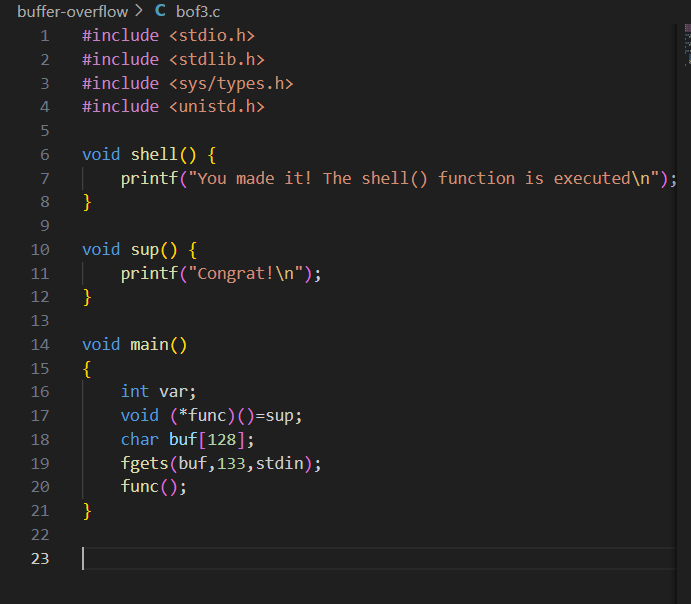 buffer-overflow > C bof3.c
1 #include <stdio.h>
2 #include <stdlib.h>
3 #include <sys/types.h>
4 #include <unistd.h>
5
6 void shell() {
7     printf("You made it! The shell() function is executed\n");
8 }
9
10 void sup() {
11     printf("Congrat!\n");
12 }
13
14 void main()
15 {
16     int var;
17     void (*func)()=sup;
18     char buf[128];
19     fgets(buf,133,stdin);
20     func();
21 }
22
23